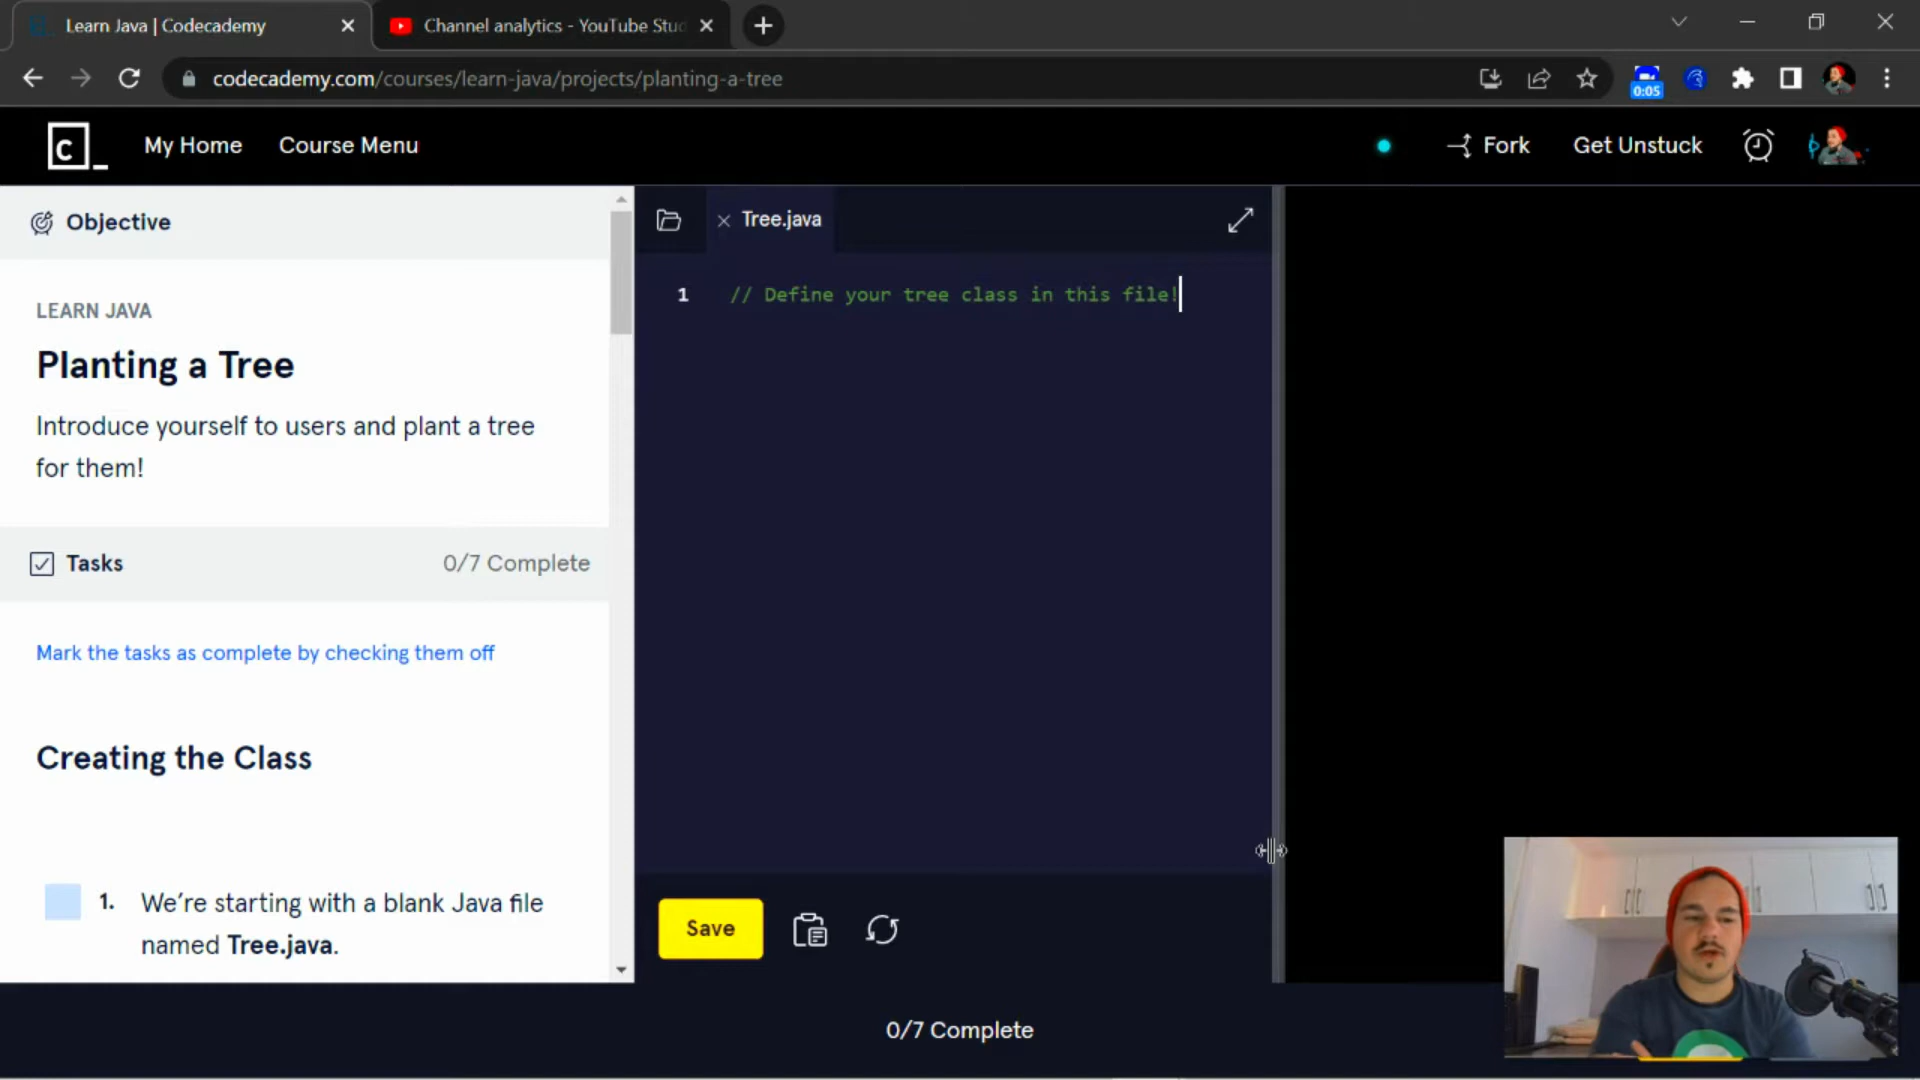 Learn Java | Codecademy
Channel analytics - YouTube Stud
codecademy.com/courses/learn-java/projects/planting-a-tree
0:05
C_
My Home
Course Menu
Fork
Get Unstuck
Objective
LEARN JAVA
Planting a Tree
Introduce yourself to users and plant a tree
for them!
Tasks
0/7 Complete
Mark the tasks as complete by checking them off
Creating the Class
1. We’re starting with a blank Java file
named Tree.java.
Tree.java
1 // Define your tree class in this file!
Save
0/7 Complete